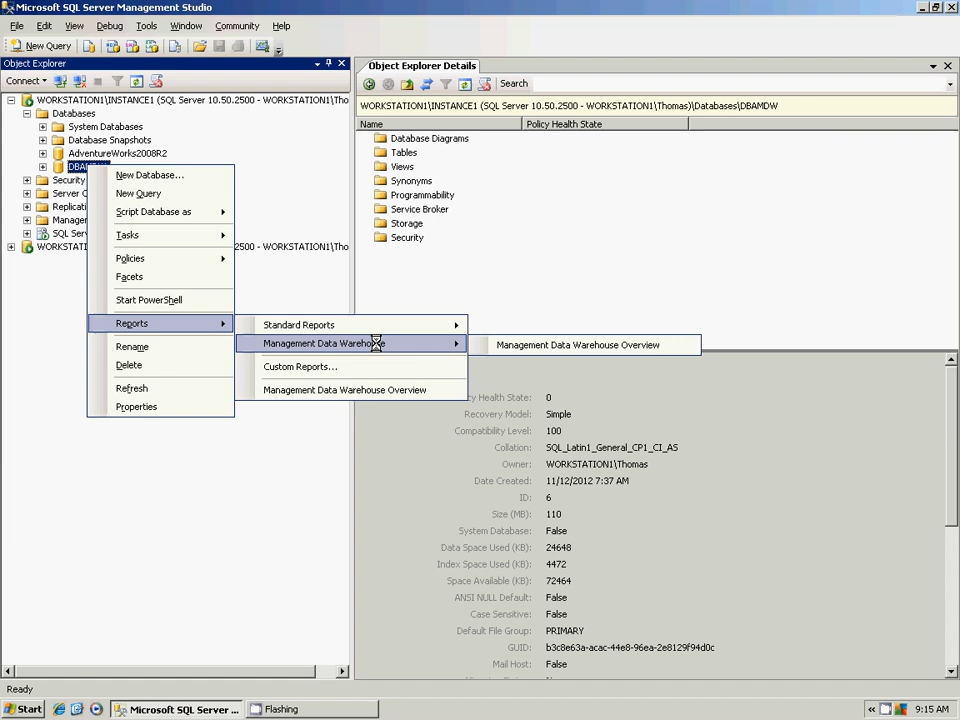 Microsoft SQL Server Management Studio
File Edit View Debug Tools Window Community Help
New Query
Object Explorer
Connect
WORKSTATION1\INSTANCE1 (SQL Server 10.50.2500 - WORKSTATION1\Tho
Databases
System Databases
Database Snapshots
AdventureWorks2008R2
Security
Server
Replicati
Managem
SQL Ser
WORKSTATI
2500 - WORKSTATION1\Tho
New Database...
New Query
Script Database as
Tasks
Policies
Facets
Start PowerShell
Reports
Rename
Delete
Refresh
Properties
Standard Reports
Management Data Warehouse
Custom Reports...
Management Data Warehouse Overview
Management Data Warehouse Overview
Object Explorer Details
Search
WORKSTATION1\INSTANCE1 (SQL Server 10.50.2500 - WORKSTATION1\Thomas)\Databases\DBAMDW
Name Policy Health State
Database Diagrams
Tables
Views
Synonyms
Programmability
Service Broker
Storage
Security
cy Health State: 0
Recovery Model: Simple
Compatibility Level: 100
Collation: SQL_Latin1_General_CP1_CI_AS
Owner: WORKSTATION1\Thomas
Date Created: 11/12/2012 7:37 AM
ID: 6
Size (MB): 110
System Database: False
Data Space Used (KB): 24648
Index Space Used (KB): 4472
Space Available (KB): 72464
ANSI NULL Default: False
Case Sensitive: False
Default File Group: PRIMARY
GUID: b3c8e63a-acac-44e8-96ea-2e8129f94d0c
Mail Host: False
Ready
Start Microsoft SQL Server ... Flashing 9:15 AM